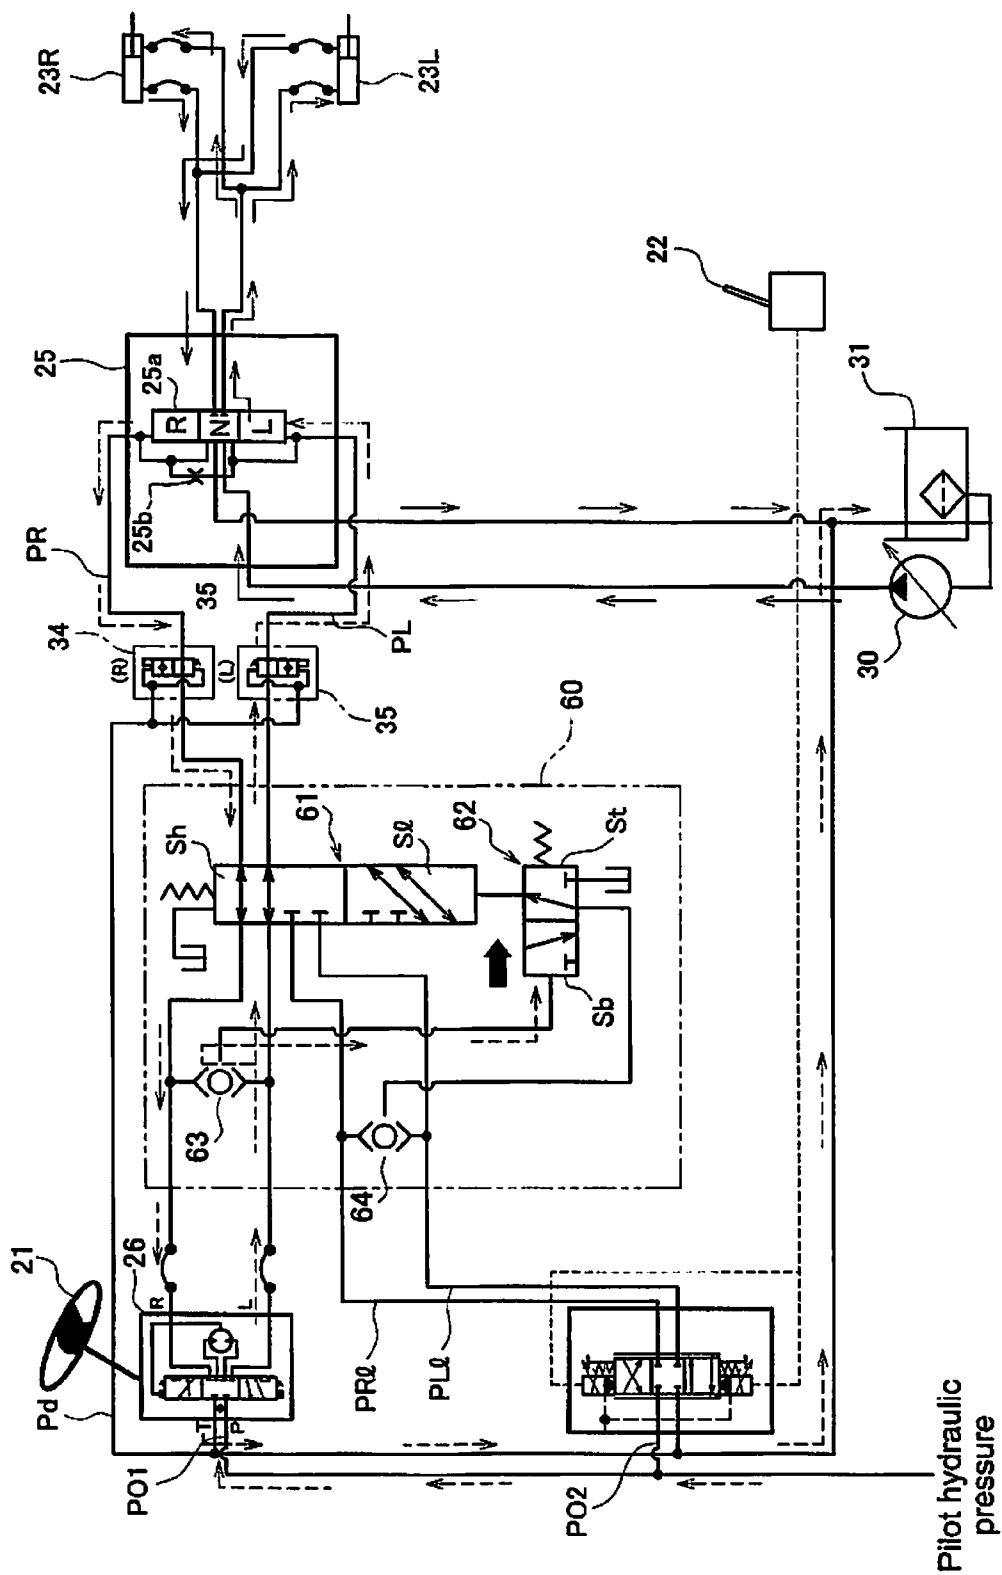 23R
23L
25
25a
R
N
L
25b
PR
35
34
(R)
(L)
PL
35
22
31
30
60
61
Sh
Sℓ
62
St
Sb
63
64
21
26
R
L
Pd
T
P
PO1
PRℓ
PLℓ
PO2
Pilot hydraulic
pressure